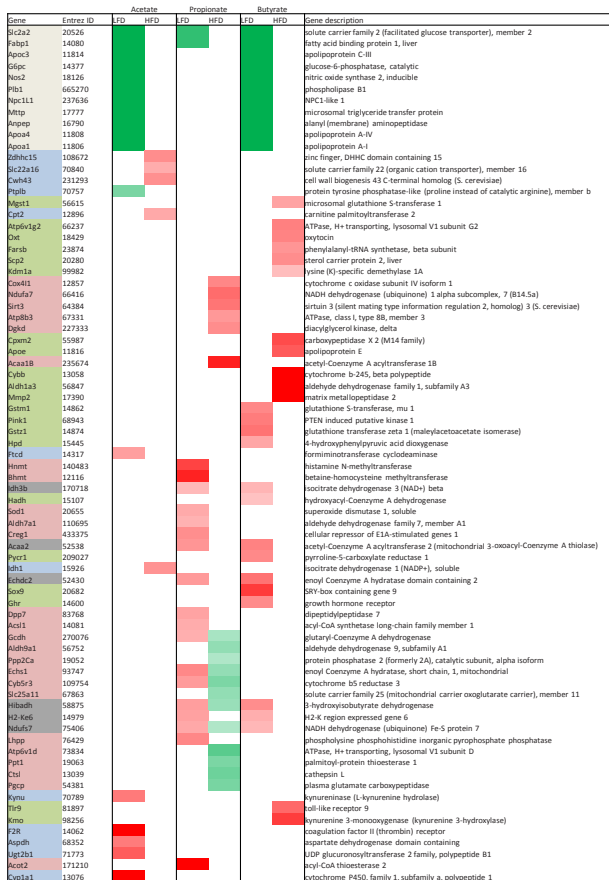 Acetate Propionate Butyrate
Gene Entrez ID LFD HFD LFD HFD LFD HFD Gene description
Slc2a2 20526 solute carrier family 2 (facilitated glucose transporter), member 2
Fabp1 14080 fatty acid binding protein 1, liver
Apoc3 11814 apolipoprotein C-III
G6pc 14377 glucose-6-phosphatase, catalytic
Nos2 18126 nitric oxide synthase 2, inducible
Plb1 665270 phospholipase B1
Npc1L1 237636 NPC1-like 1
Mttp 17777 microsomal triglyceride transfer protein
Anpep 16790 alanyl (membrane) aminopeptidase
Apoa4 11808 apolipoprotein A-IV
Apoa1 11806 apolipoprotein A-I
Zdhhc15 108672 zinc finger, DHHC domain containing 15
Slc22a16 70840 solute carrier family 22 (organic cation transporter), member 16
Cwh43 231293 cell wall biogenesis 43 C-terminal homolog (S. cerevisiae)
Ptplb 70757 protein tyrosine phosphatase-like (proline instead of catalytic arginine), member b
Mgst1 56615 microsomal glutathione S-transferase 1
Cpt2 12896 carnitine palmitoyltransferase 2
Atp6v1g2 66237 ATPase, H+ transporting, lysosomal V1 subunit G2
Oxt 18429 oxytocin
Farsb 23874 phenylalanyl-tRNA synthetase, beta subunit
Scp2 20280 sterol carrier protein 2, liver
Kdm1a 99982 lysine (K)-specific demethylase 1A
Cox4I1 12857 cytochrome c oxidase subunit IV isoform 1
Ndufa7 66416 NADH dehydrogenase (ubiquinone) 1 alpha subcomplex, 7 (B14.5a)
Sirt3 64384 sirtuin 3 (silent mating type information regulation 2, homolog) 3 (S. cerevisiae)
Atp8b3 67331 ATPase, class I, type 8B, member 3
Dgkd 227333 diacylglycerol kinase, delta
Cpxm2 55987 carboxypeptidase X 2 (M14 family)
Apoe 11816 apolipoprotein E
Acaa1B 235674 acetyl-Coenzyme A acyltransferase 1B
Cybb 13058 cytochrome b-245, beta polypeptide
Aldh1a3 56847 aldehyde dehydrogenase family 1, subfamily A3
Mmp2 17390 matrix metallopeptidase 2
Gstm1 14862 glutathione S-transferase, mu 1
Pink1 68943 PTEN induced putative kinase 1
Gstz1 14874 glutathione transferase zeta 1 (maleylacetoacetate isomerase)
Hpd 15445 4-hydroxyphenylpyruvic acid dioxygenase
Ftcd 14317 formiminotransferase cyclodeaminase
Hnmt 140483 histamine N-methyltransferase
Bhmt 12116 betaine-homocysteine methyltransferase
Idh3b 170718 isocitrate dehydrogenase 3 (NAD+) beta
Hadh 15107 hydroxyacyl-Coenzyme A dehydrogenase
Sod1 20655 superoxide dismutase 1, soluble
Aldh7a1 110695 aldehyde dehydrogenase family 7, member A1
Creg1 433375 cellular repressor of E1A-stimulated genes 1
Acaa2 52538 acetyl-Coenzyme A acyltransferase 2 (mitochondrial 3-oxoacyl-Coenzyme A thiolase)
Pycr1 209027 pyrroline-5-carboxylate reductase 1
Idh1 15926 isocitrate dehydrogenase 1 (NADP+), soluble
Echdc2 52430 enoyl Coenzyme A hydratase domain containing 2
Sox9 20682 SRY-box containing gene 9
Ghr 14600 growth hormone receptor
Dpp7 83768 dipeptidylpeptidase 7
Acsl1 14081 acyl-CoA synthetase long-chain family member 1
Gcdh 270076 glutaryl-Coenzyme A dehydrogenase
Aldh9a1 56752 aldehyde dehydrogenase 9, subfamily A1
Ppp2Ca 19052 protein phosphatase 2 (formerly 2A), catalytic subunit, alpha isoform
Echs1 93747 enoyl Coenzyme A hydratase, short chain, 1, mitochondrial
Cyb5r3 109754 cytochrome b5 reductase 3
Slc25a11 67863 solute carrier family 25 (mitochondrial carrier oxoglutarate carrier), member 11
Hibadh 58875 3-hydroxyisobutyrate dehydrogenase
H2-Ke6 14979 H2-K region expressed gene 6
Ndufs7 75406 NADH dehydrogenase (ubiquinone) Fe-S protein 7
Lhpp 76429 phospholysine phosphohistidine inorganic pyrophosphate phosphatase
Atp6v1d 73834 ATPase, H+ transporting, lysosomal V1 subunit D
Ppt1 19063 palmitoyl-protein thioesterase 1
Ctsl 13039 cathepsin L
Pgcp 54381 plasma glutamate carboxypeptidase
Kynu 70789 kynureninase (L-kynurenine hydrolase)
Tlr9 81897 toll-like receptor 9
Kmo 98256 kynurenine 3-monooxygenase (kynurenine 3-hydroxylase)
F2R 14062 coagulation factor II (thrombin) receptor
Aspdh 68352 aspartate dehydrogenase domain containing
Ugt2b1 71773 UDP glucuronosyltransferase 2 family, polypeptide B1
Acot2 171210 acyl-CoA thioesterase 2
Cyp1a1 13076 cytochrome P450, family 1, subfamily a, polypeptide 1